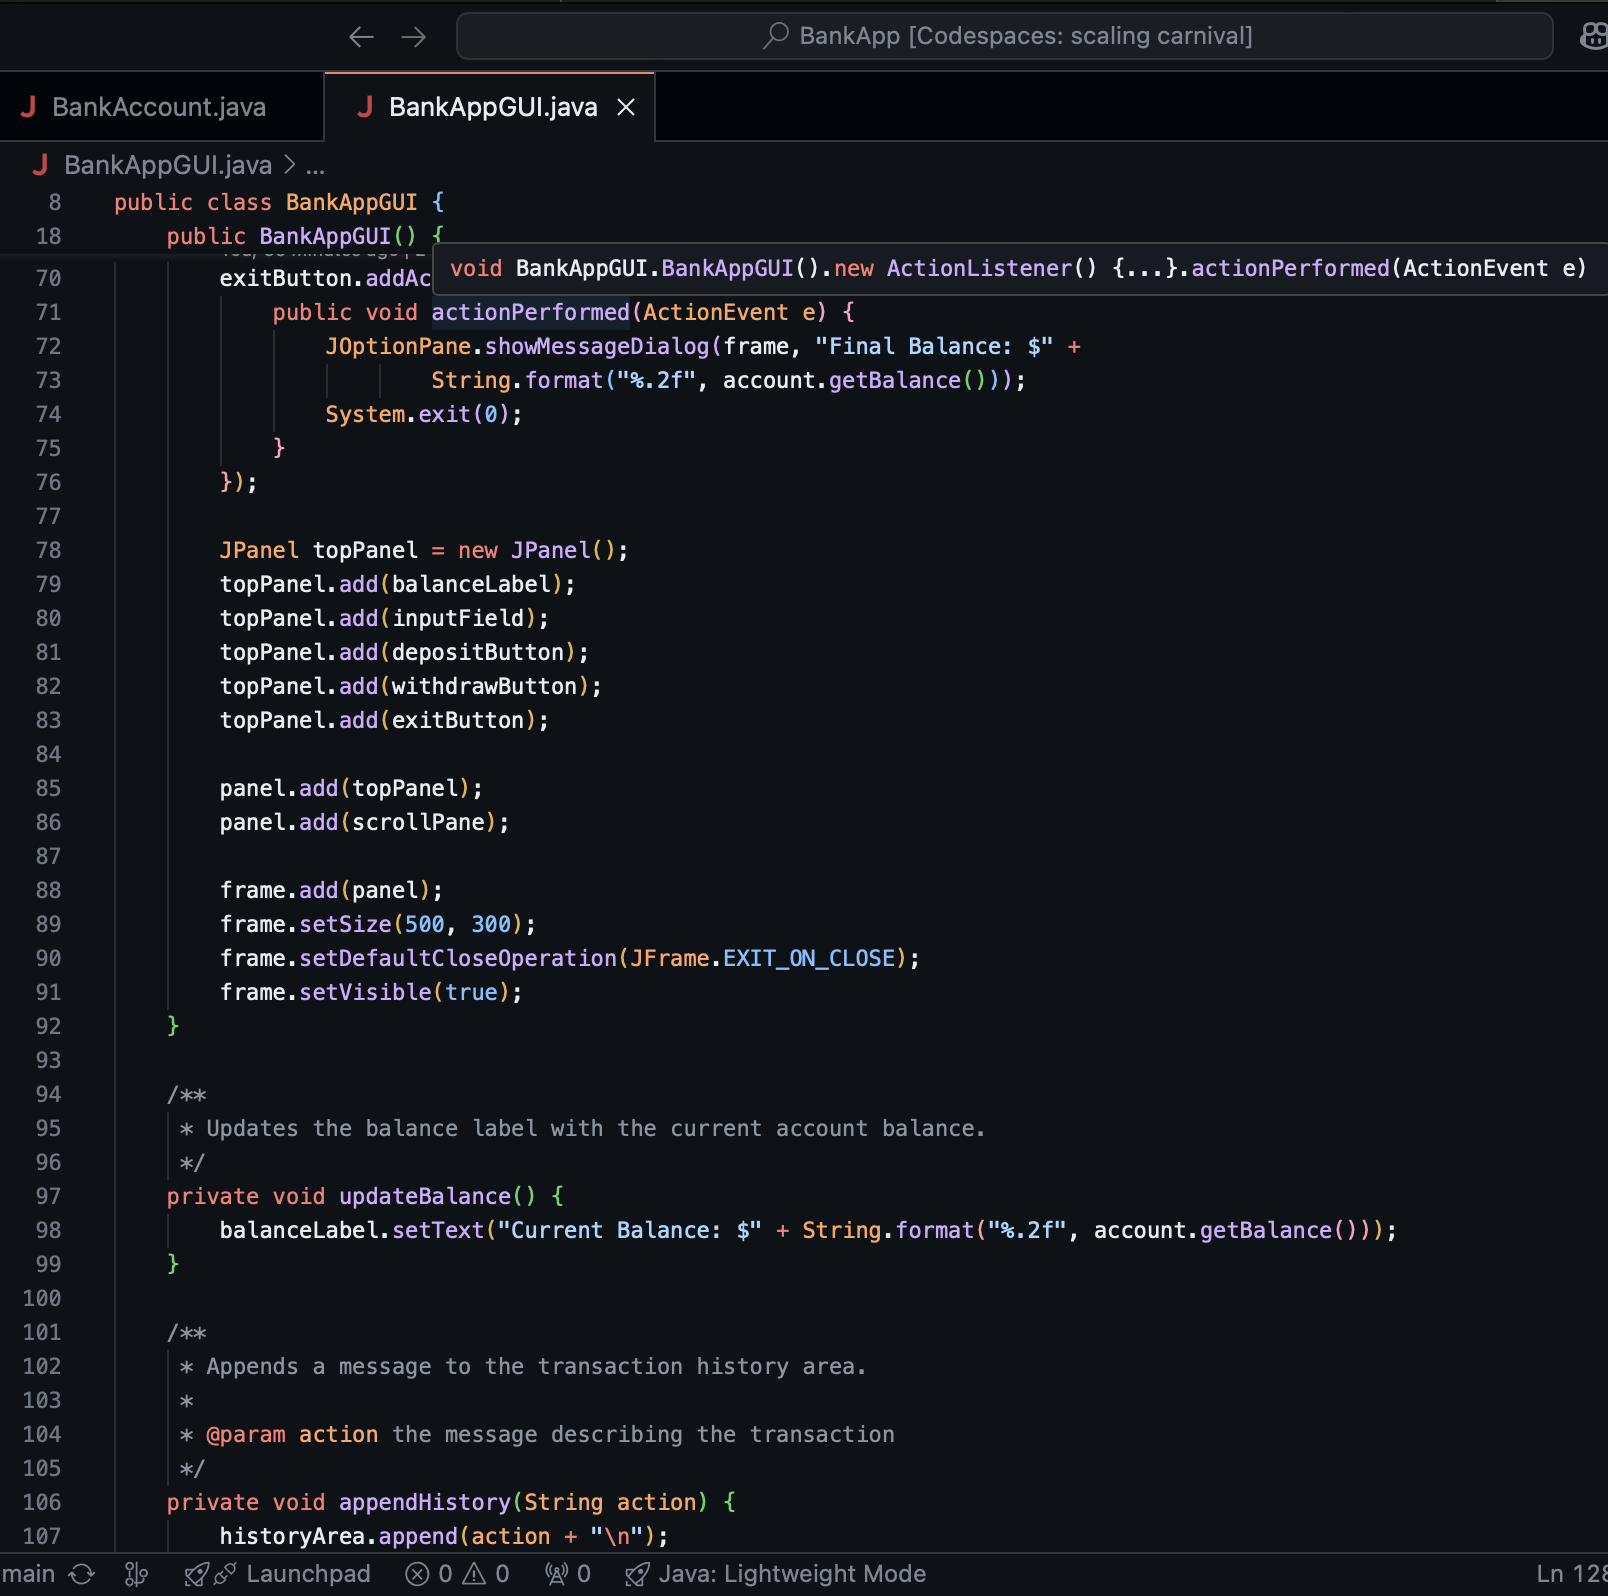 BankApp [Codespaces: scaling carnival]
BankAccount.java
BankAppGUI.java
BankAppGUI.java > ...
8 public class BankAppGUI {
18 public BankAppGUI() {
void BankAppGUI.BankAppGUI().new ActionListener() {...}.actionPerformed(ActionEvent e)
70 exitButton.addAc
71 public void actionPerformed(ActionEvent e) {
72 JOptionPane.showMessageDialog(frame, "Final Balance: $" +
73 String.format("%.2f", account.getBalance()));
74 System.exit(0);
75 }
76 });
77
78 JPanel topPanel = new JPanel();
79 topPanel.add(balanceLabel);
80 topPanel.add(inputField);
81 topPanel.add(depositButton);
82 topPanel.add(withdrawButton);
83 topPanel.add(exitButton);
84
85 panel.add(topPanel);
86 panel.add(scrollPane);
87
88 frame.add(panel);
89 frame.setSize(500, 300);
90 frame.setDefaultCloseOperation(JFrame.EXIT_ON_CLOSE);
91 frame.setVisible(true);
92 }
93
94 /**
95 * Updates the balance label with the current account balance.
96 */
97 private void updateBalance() {
98 balanceLabel.setText("Current Balance: $" + String.format("%.2f", account.getBalance()));
99 }
100
101 /**
102 * Appends a message to the transaction history area.
103 *
104 * @param action the message describing the transaction
105 */
106 private void appendHistory(String action) {
107 historyArea.append(action + "\n");
main Launchpad 0 0 0 Java: Lightweight Mode Ln 128